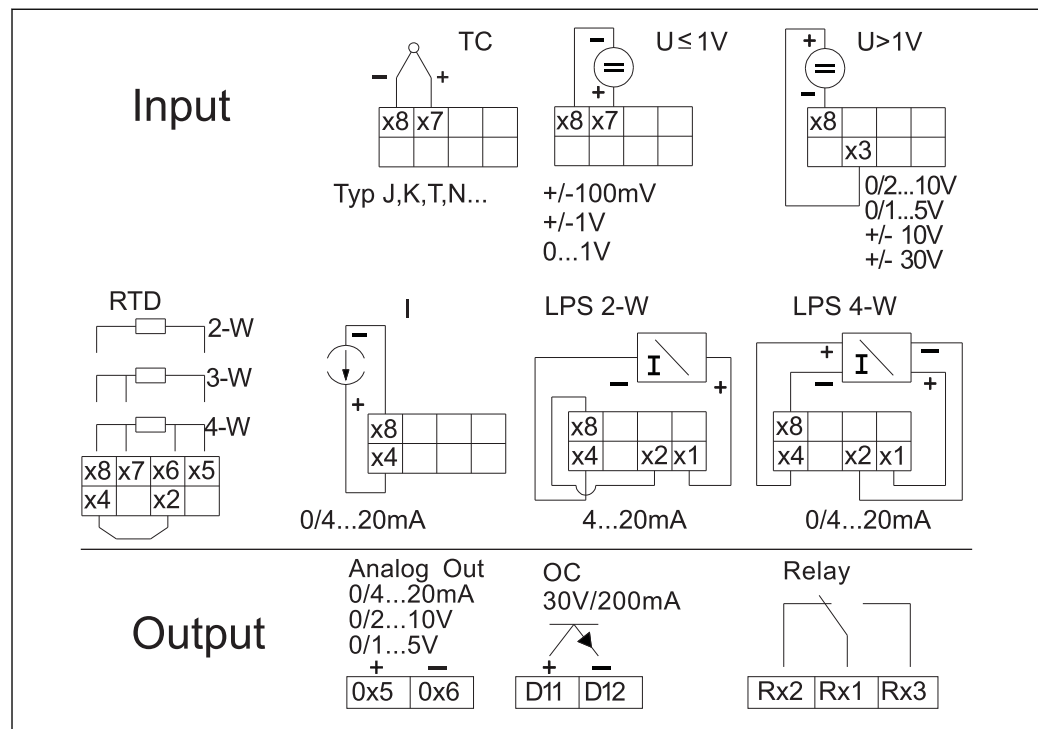 Input
TC
− +
x8 x7
Typ J,K,T,N...
U≤ 1V
−
+
x8 x7
+/-100mV
+/-1V
0...1V
U>1V
+
−
x8
x3
0/2...10V
0/1...5V
+/- 10V
+/- 30V
RTD
2-W
3-W
4-W
x8 x7 x6 x5
x4 x2
I
−
+
x8
x4
0/4...20mA
LPS 2-W
I
− +
x8
x4 x2 x1
4...20mA
LPS 4-W
+ −
I
− +
x8
x4 x2 x1
0/4...20mA
Output
Analog Out
0/4...20mA
0/2...10V
0/1...5V
+ −
0x5 0x6
OC
30V/200mA
+ −
D11 D12
Relay
Rx2 Rx1 Rx3